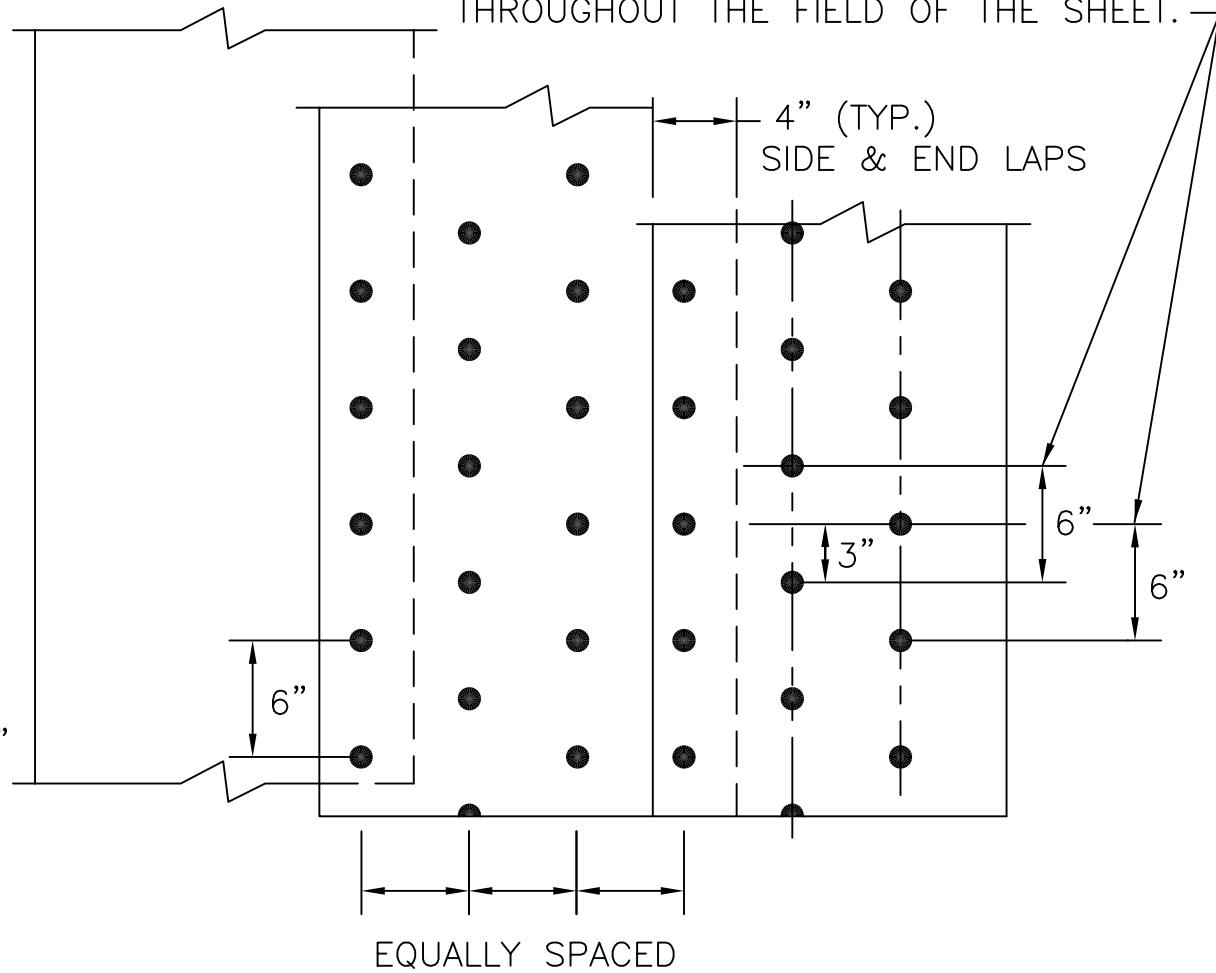 THROUGHOUT THE FIELD OF THE SHEET.
4” (TYP.)
SIDE & END LAPS
6”
3”
6”
6”
”
EQUALLY SPACED